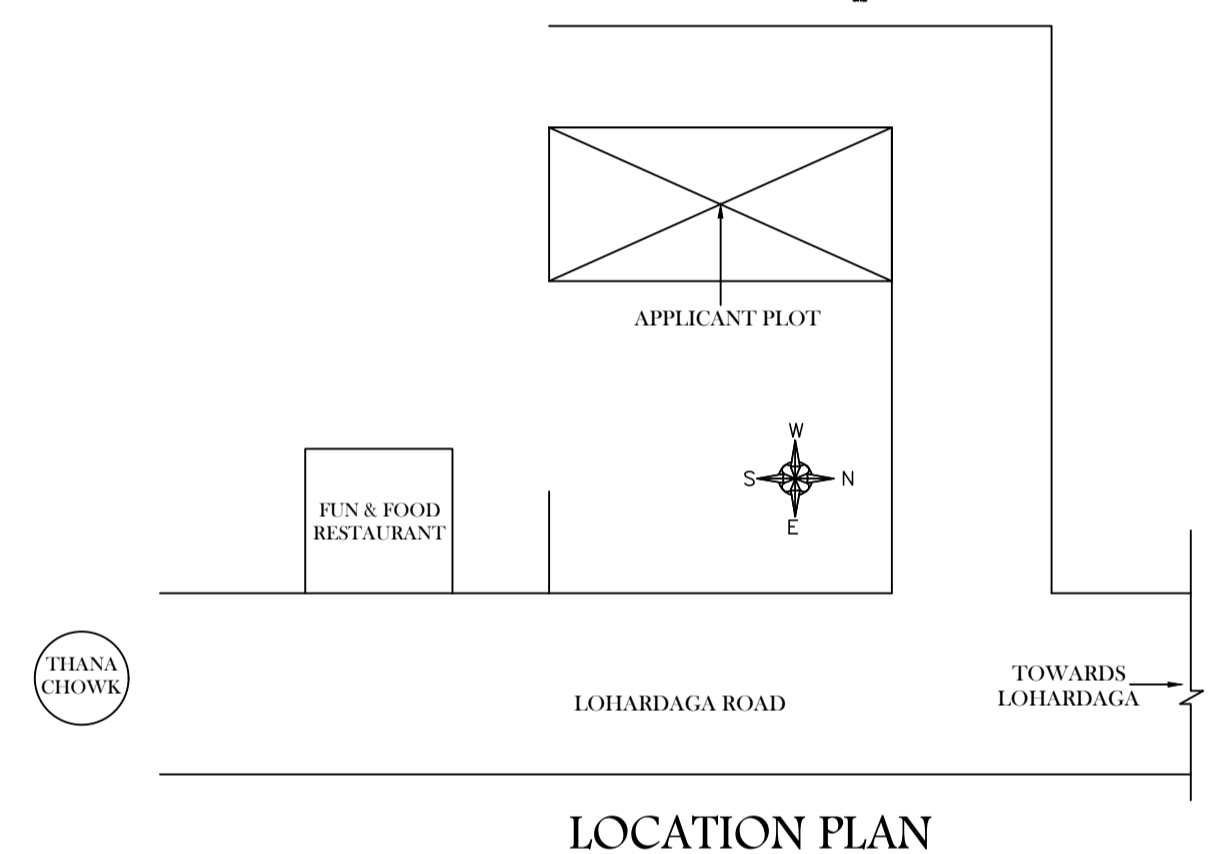 APPLICANT PLOT
W
S
N
E
FUN & FOOD
RESTAURANT
THANA
CHOWK
TOWARDS
LOHARDAGA
LOHARDAGA ROAD
LOCATION PLAN